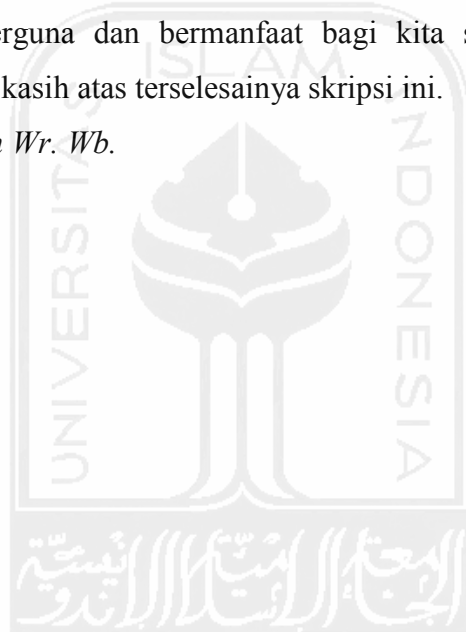 erguna dan bermanfaat bagi kita s
kasih atas terselesainya skripsi ini.
Wr. Wb.
ISLAM
UNIVERSITAS
INDONESIA